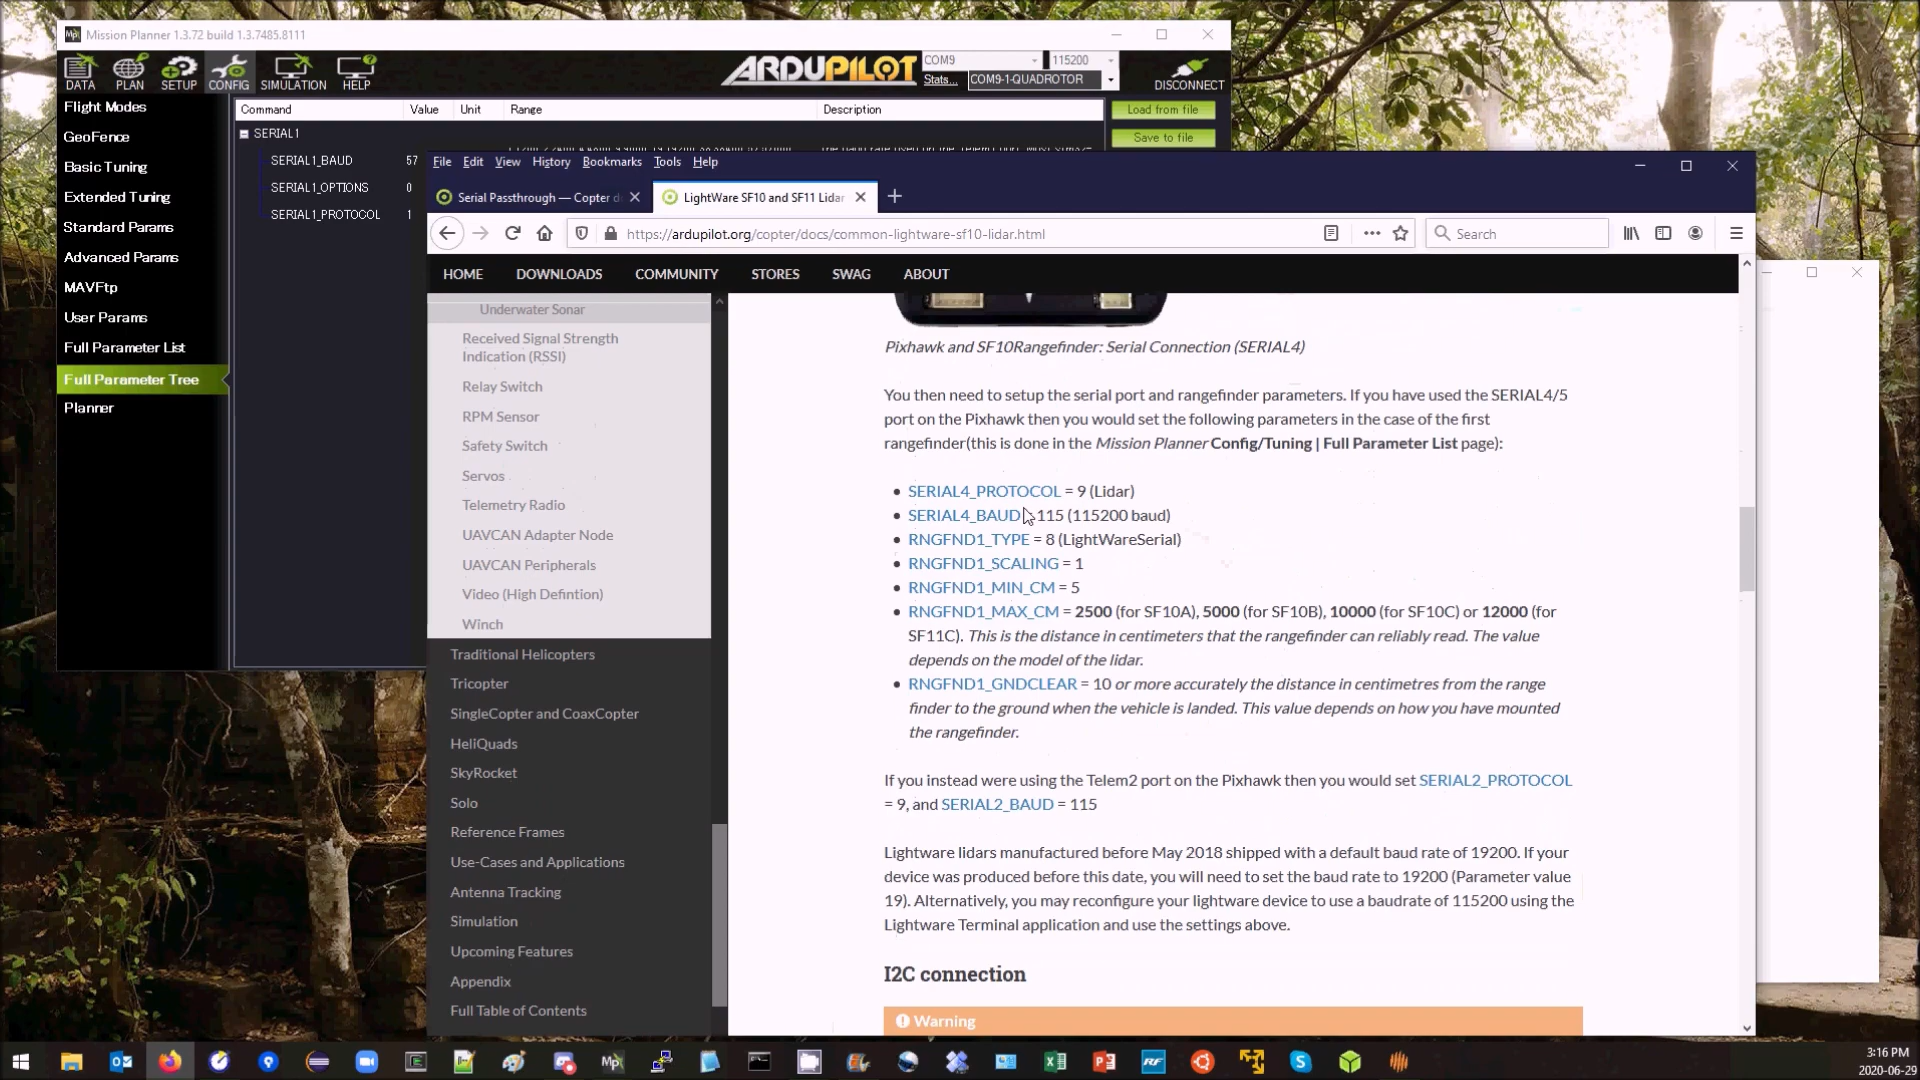 Mission Planner 1.3.72 build 1.3.7485.8111
DATA PLAN SETUP CONFIG SIMULATION HELP
ARDUPILOT
COM9 115200
Stats... COM9-1-QUADROTOR
DISCONNECT
Flight Modes
GeoFence
Basic Tuning
Extended Tuning
Standard Params
Advanced Params
MAVFtp
User Params
Full Parameter List
Full Parameter Tree
Planner
Command Value Unit Range Description
SERIAL1
SERIAL1_BAUD 57
SERIAL1_OPTIONS 0
SERIAL1_PROTOCOL 1
Load from file
Save to file
File Edit View History Bookmarks Tools Help
Serial Passthrough — Copter d
LightWare SF10 and SF11 Lidar
https://ardupilot.org/copter/docs/common-lightware-sf10-lidar.html
Search
HOME DOWNLOADS COMMUNITY STORES SWAG ABOUT
Underwater Sonar
Received Signal Strength
Indication (RSSI)
Relay Switch
RPM Sensor
Safety Switch
Servos
Telemetry Radio
UAVCAN Adapter Node
UAVCAN Peripherals
Video (High Defintion)
Winch
Traditional Helicopters
Tricopter
SingleCopter and CoaxCopter
HeliQuads
SkyRocket
Solo
Reference Frames
Use-Cases and Applications
Antenna Tracking
Simulation
Upcoming Features
Appendix
Full Table of Contents
Pixhawk and SF10Rangefinder: Serial Connection (SERIAL4)
You then need to setup the serial port and rangefinder parameters. If you have used the SERIAL4/5
port on the Pixhawk then you would set the following parameters in the case of the first
rangefinder(this is done in the Mission Planner Config/Tuning | Full Parameter List page):
• SERIAL4_PROTOCOL = 9 (Lidar)
• SERIAL4_BAUD 115 (115200 baud)
• RNGFND1_TYPE = 8 (LightWareSerial)
• RNGFND1_SCALING = 1
• RNGFND1_MIN_CM = 5
• RNGFND1_MAX_CM = 2500 (for SF10A), 5000 (for SF10B), 10000 (for SF10C) or 12000 (for
SF11C). This is the distance in centimeters that the rangefinder can reliably read. The value
depends on the model of the lidar.
• RNGFND1_GNDCLEAR = 10 or more accurately the distance in centimetres from the range
finder to the ground when the vehicle is landed. This value depends on how you have mounted
the rangefinder.
If you instead were using the Telem2 port on the Pixhawk then you would set SERIAL2_PROTOCOL
= 9, and SERIAL2_BAUD = 115
Lightware lidars manufactured before May 2018 shipped with a default baud rate of 19200. If your
device was produced before this date, you will need to set the baud rate to 19200 (Parameter value
19). Alternatively, you may reconfigure your lightware device to use a baudrate of 115200 using the
Lightware Terminal application and use the settings above.
I2C connection
Warning
3:16 PM
2020-06-29